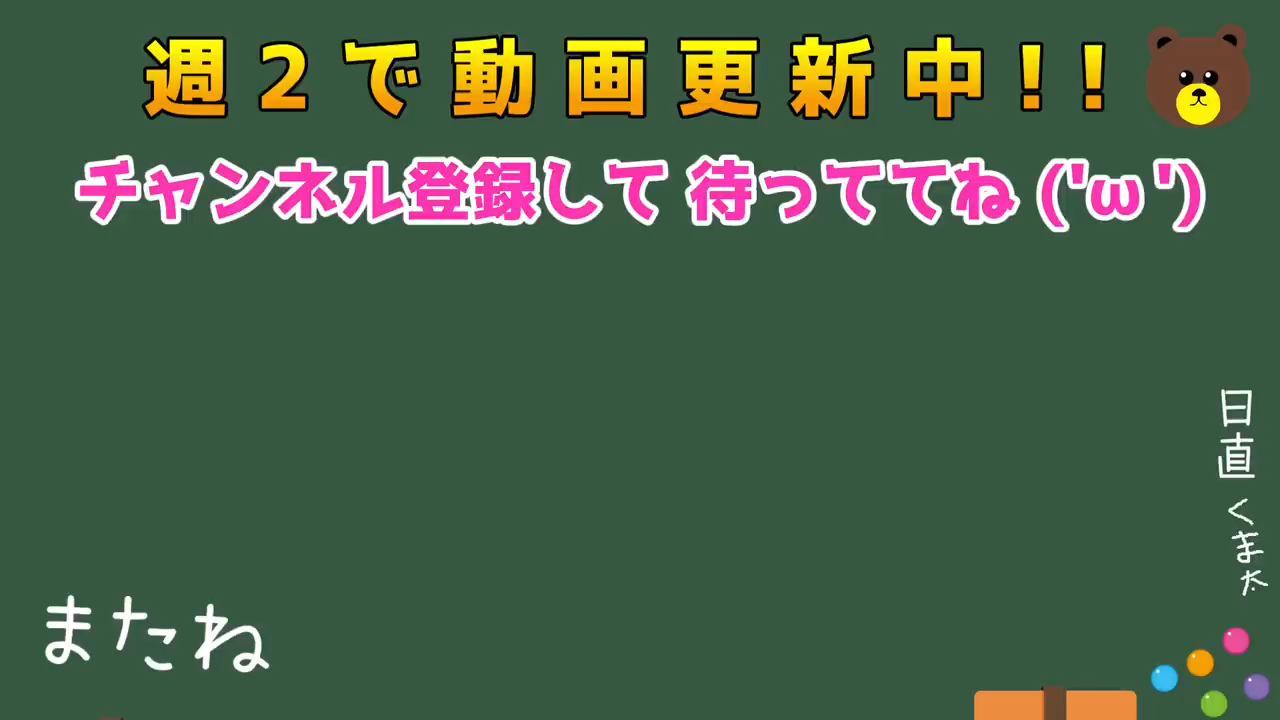 週2で動画更新中!!
チャンネル登録して 待っててね ('ω')
日直 くま太
またね